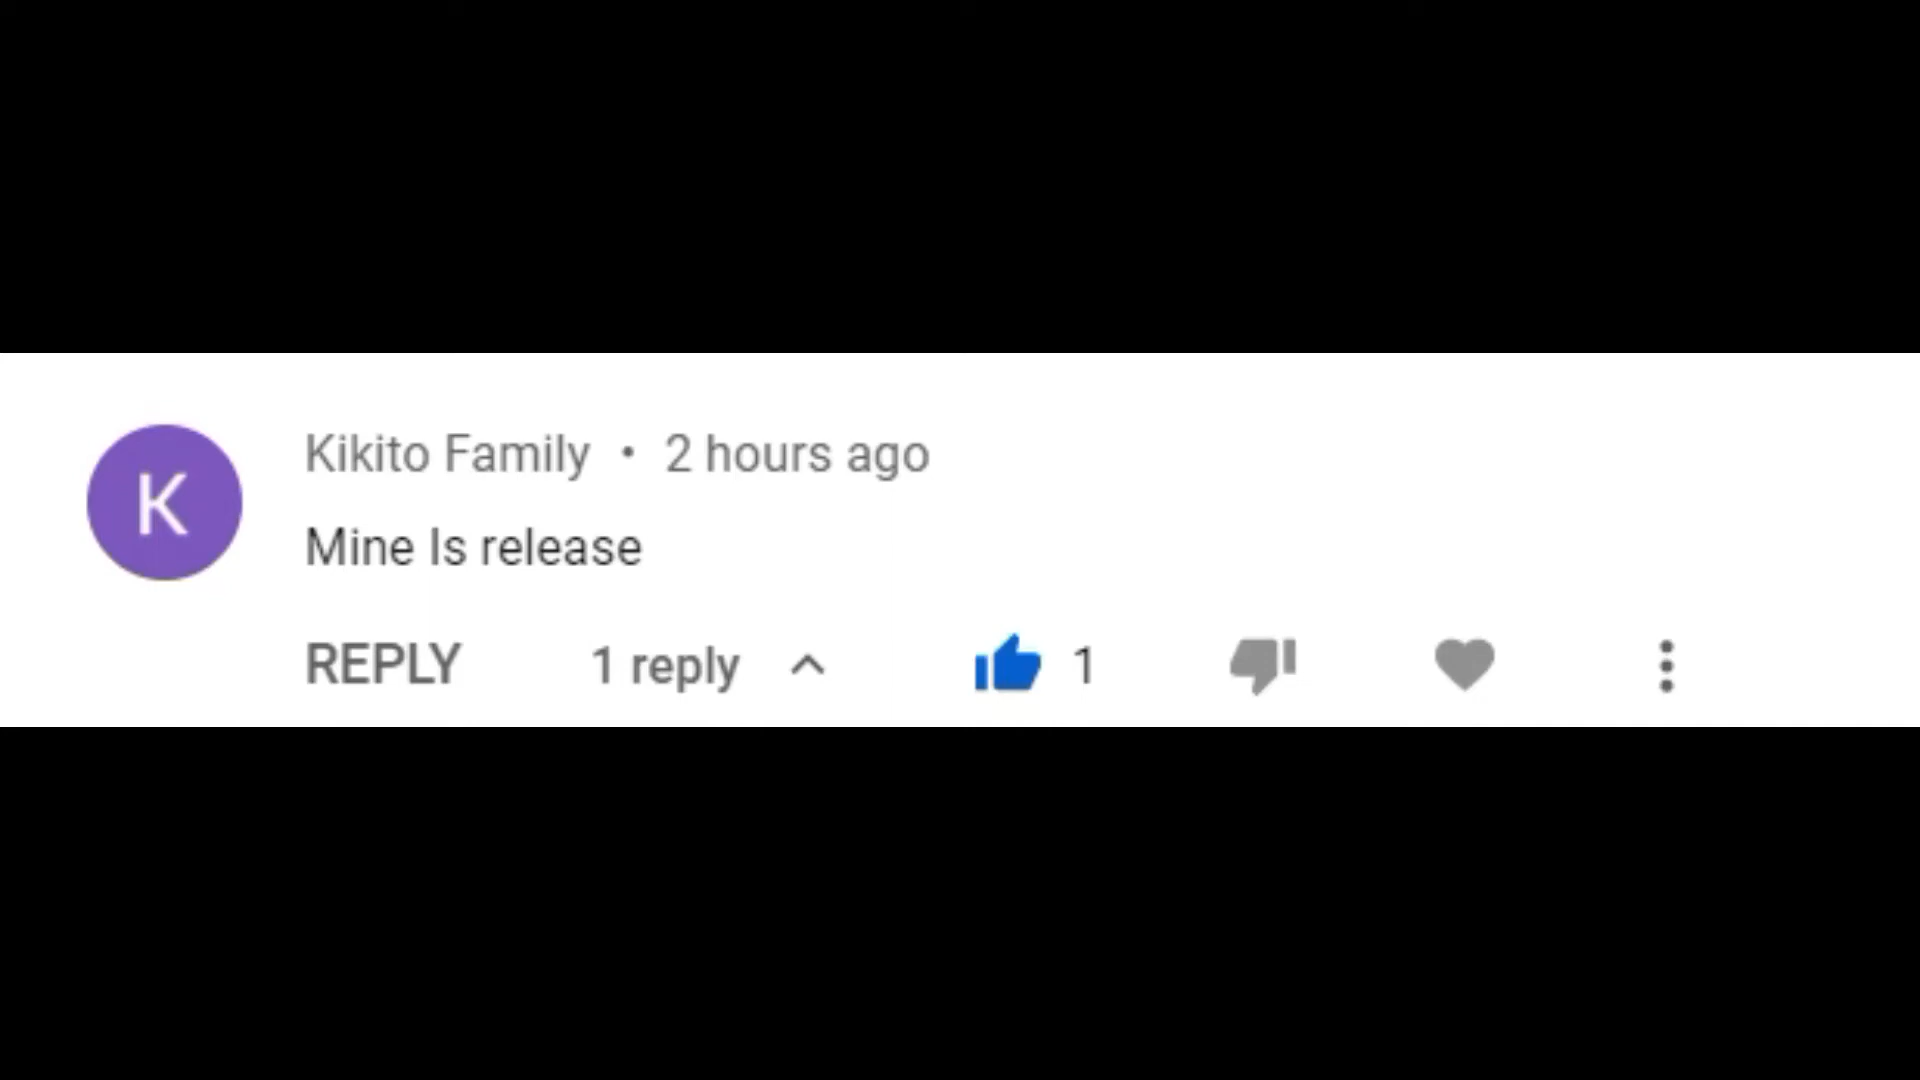 K
Kikito Family • 2 hours ago
Mine Is release
REPLY 1 reply 1